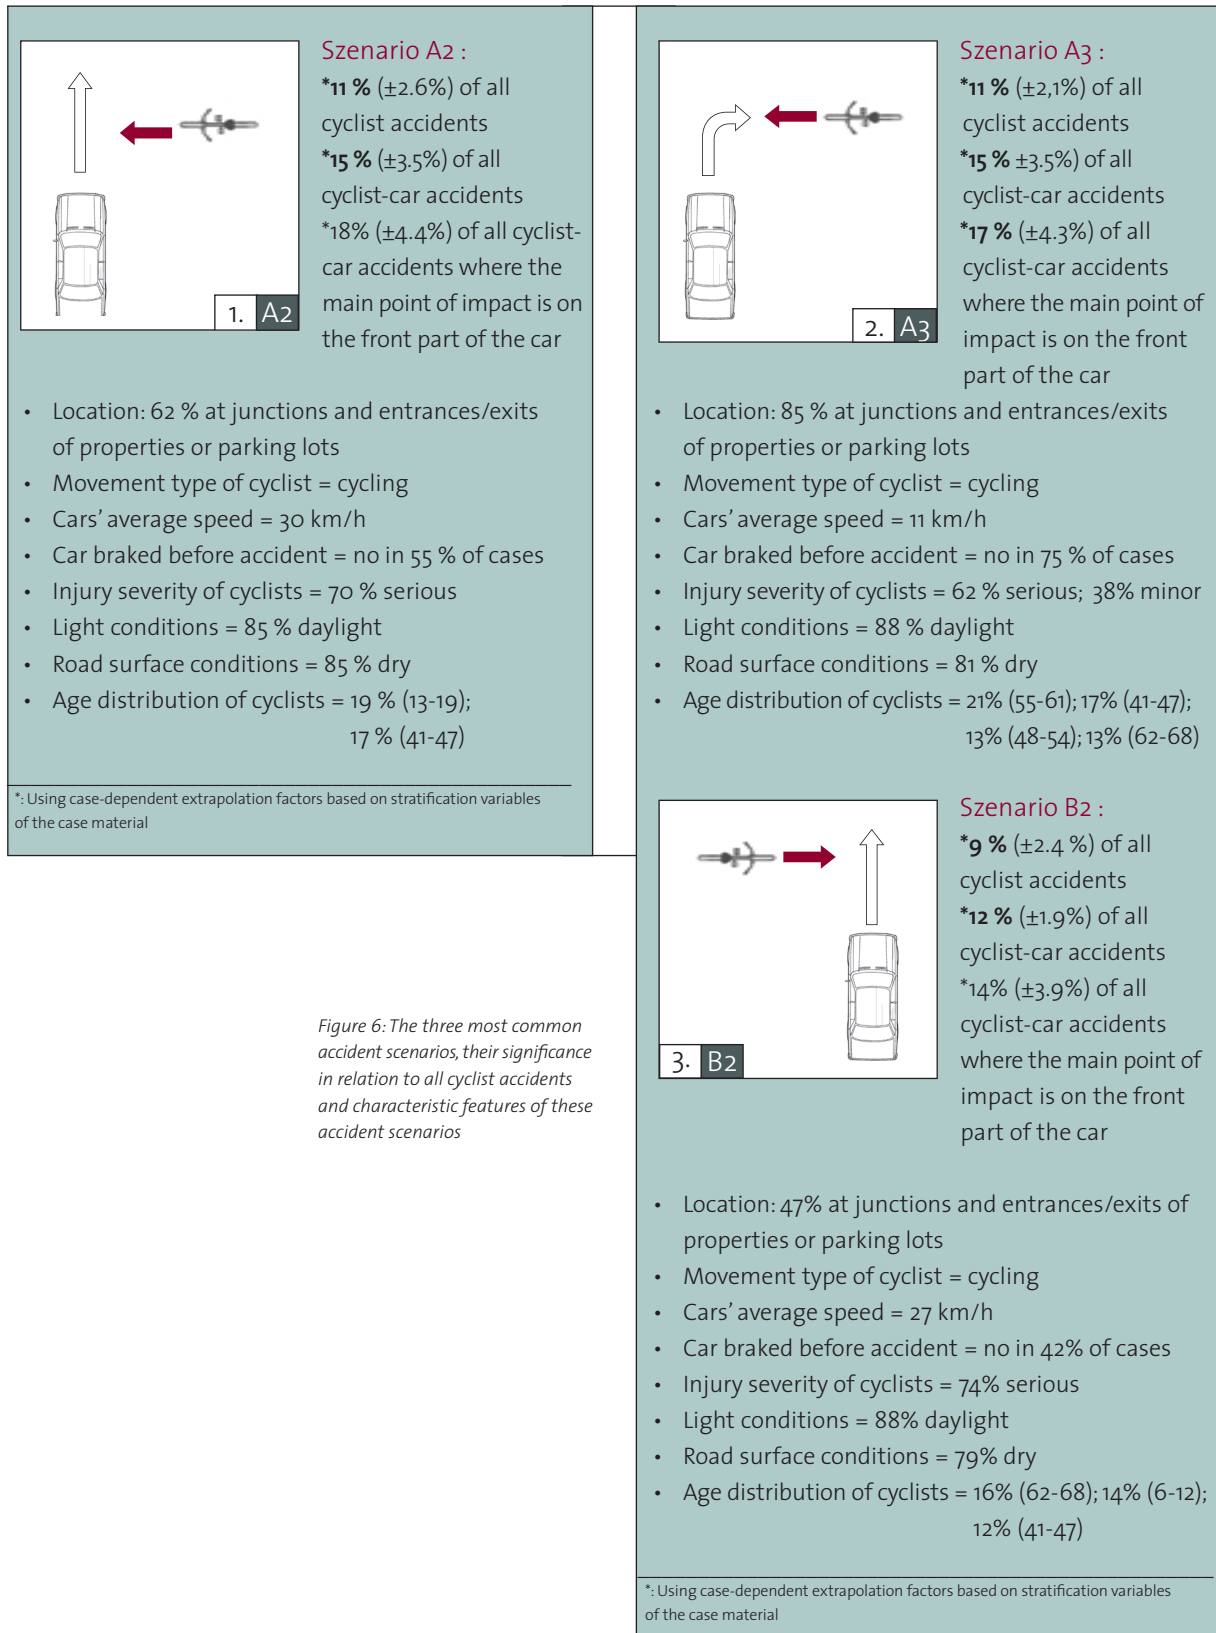 Szenario A2 :
*11 % (±2.6%) of all
cyclist accidents
*15 % (±3.5%) of all
cyclist-car accidents
*18% (±4.4%) of all cyclist-
car accidents where the
main point of impact is on
the front part of the car
1. A2
• Location: 62 % at junctions and entrances/exits
of properties or parking lots
• Movement type of cyclist = cycling
• Cars’ average speed = 30 km/h
• Car braked before accident = no in 55 % of cases
• Injury severity of cyclists = 70 % serious
• Light conditions = 85 % daylight
• Road surface conditions = 85 % dry
• Age distribution of cyclists = 19 % (13-19);
17 % (41-47)
*: Using case-dependent extrapolation factors based on stratification variables
of the case material
Szenario A3 :
*11 % (±2,1%) of all
cyclist accidents
*15 % ±3.5%) of all
cyclist-car accidents
*17 % (±4.3%) of all
cyclist-car accidents
where the main point of
impact is on the front
part of the car
2. A3
• Location: 85 % at junctions and entrances/exits
of properties or parking lots
• Movement type of cyclist = cycling
• Cars’ average speed = 11 km/h
• Car braked before accident = no in 75 % of cases
• Injury severity of cyclists = 62 % serious; 38% minor
• Light conditions = 88 % daylight
• Road surface conditions = 81 % dry
• Age distribution of cyclists = 21% (55-61); 17% (41-47);
13% (48-54); 13% (62-68)
Szenario B2 :
*9 % (±2.4 %) of all
cyclist accidents
*12 % (±1.9%) of all
cyclist-car accidents
*14% (±3.9%) of all
cyclist-car accidents
where the main point of
impact is on the front
part of the car
3. B2
• Location: 47% at junctions and entrances/exits of
properties or parking lots
• Movement type of cyclist = cycling
• Cars’ average speed = 27 km/h
• Car braked before accident = no in 42% of cases
• Injury severity of cyclists = 74% serious
• Light conditions = 88% daylight
• Road surface conditions = 79% dry
• Age distribution of cyclists = 16% (62-68); 14% (6-12);
12% (41-47)
*: Using case-dependent extrapolation factors based on stratification variables
of the case material
Figure 6: The three most common
accident scenarios, their significance
in relation to all cyclist accidents
and characteristic features of these
accident scenarios